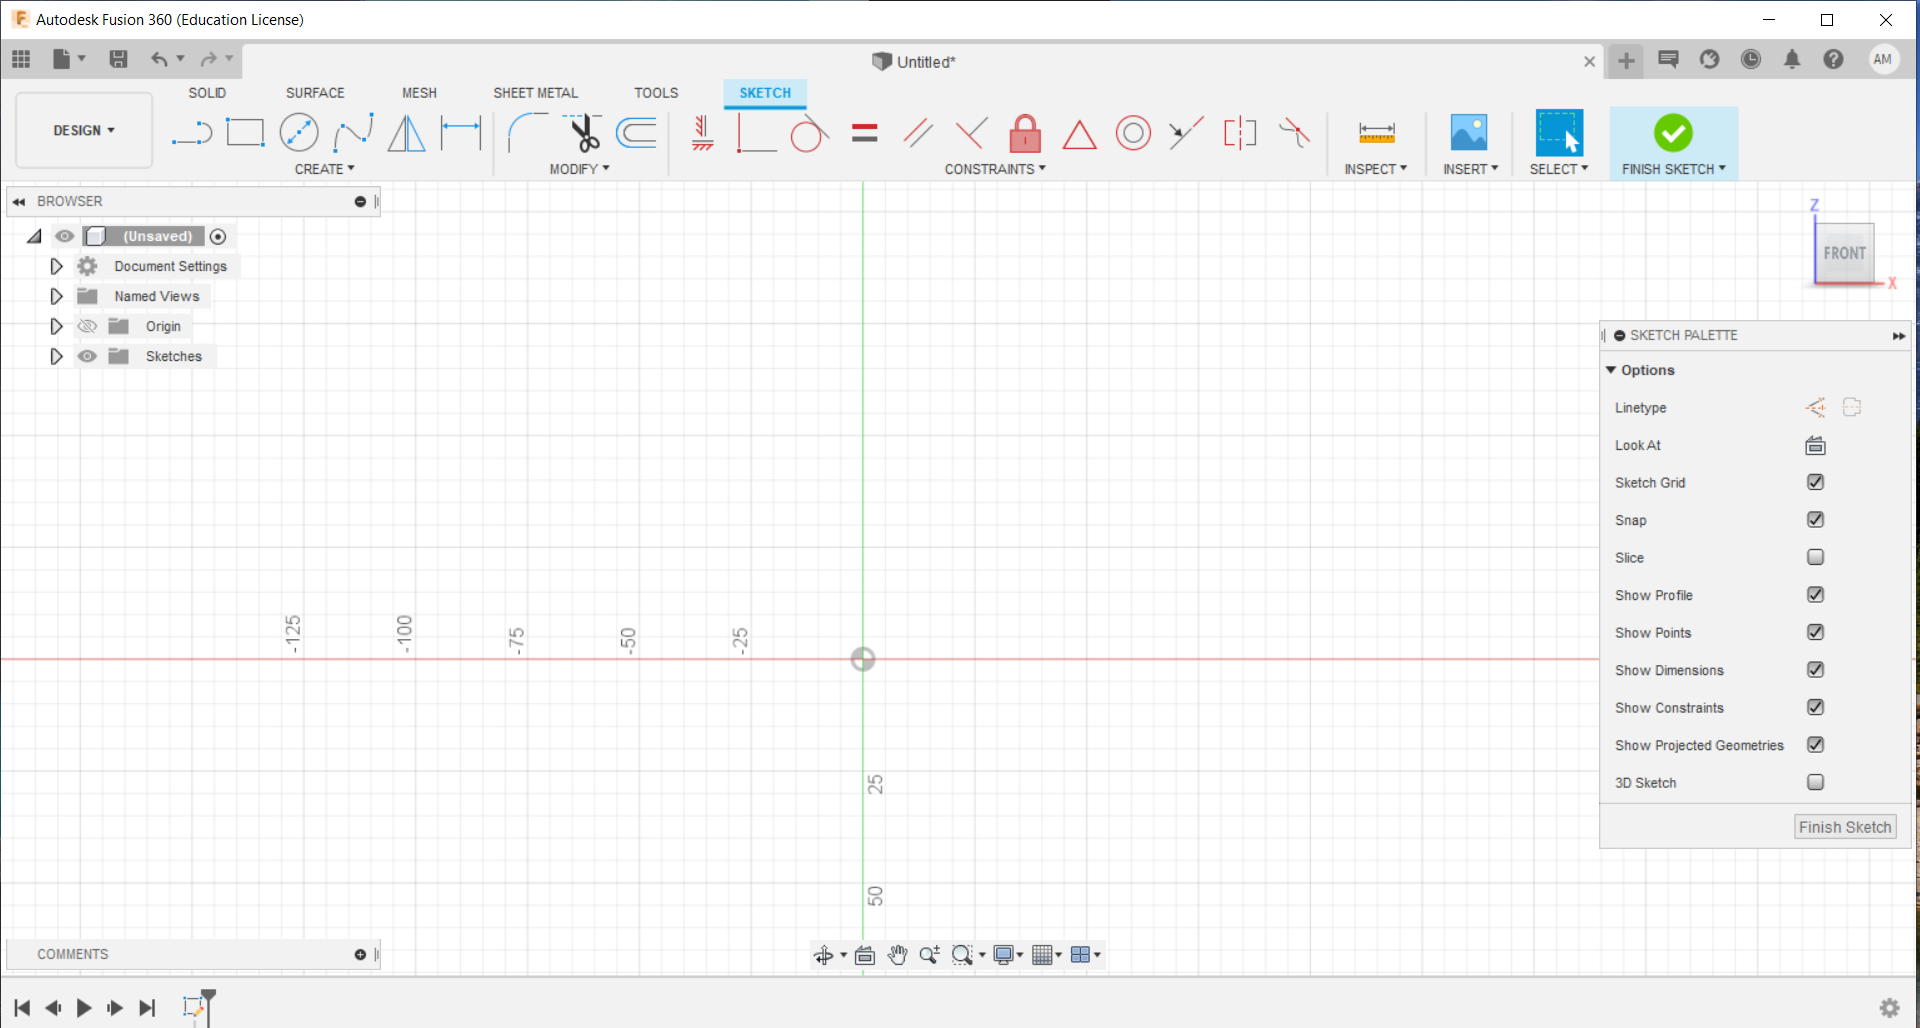 Autodesk Fusion 360 (Education License)
Untitled*
AM
SOLID
SURFACE
MESH
SHEET METAL
TOOLS
SKETCH
DESIGN
CREATE
MODIFY
CONSTRAINTS
INSPECT
INSERT
SELECT
FINISH SKETCH
BROWSER
(Unsaved)
Document Settings
Named Views
Origin
Sketches
Z
FRONT
X
SKETCH PALETTE
Options
Linetype
Look At
Sketch Grid
Snap
Slice
Show Profile
Show Points
Show Dimensions
Show Constraints
Show Projected Geometries
3D Sketch
Finish Sketch
-125
-100
-75
-50
-25
25
50
COMMENTS